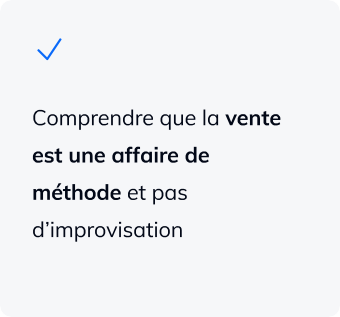 Comprendre que la vente
est une affaire de
méthode et pas
d’improvisation